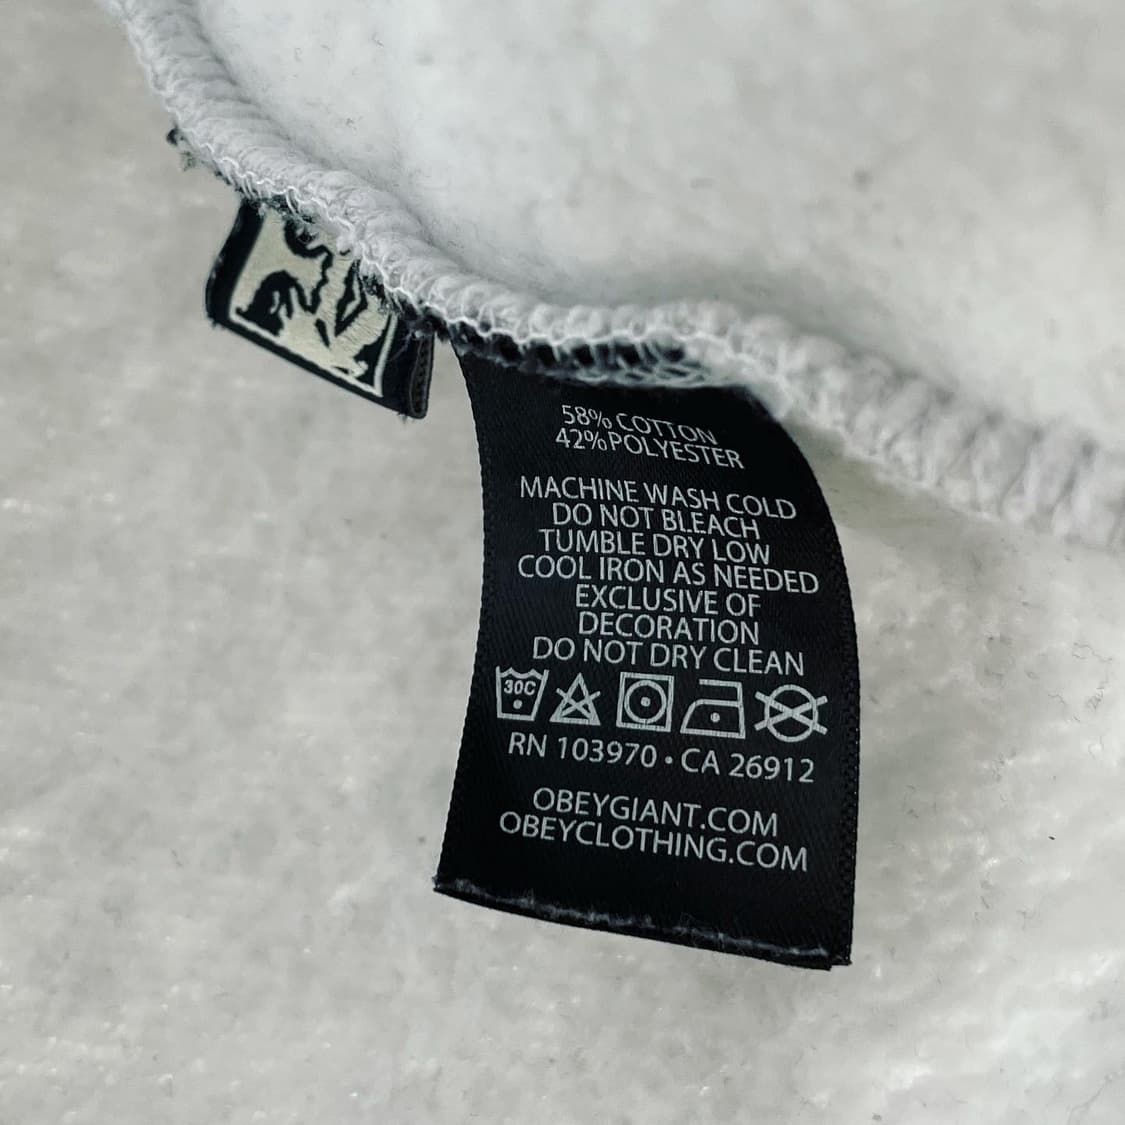 58% COTTON
42% POLYESTER
MACHINE WASH COLD
DO NOT BLEACH
TUMBLE DRY LOW
COOL IRON AS NEEDED
EXCLUSIVE OF
DECORATION
DO NOT DRY CLEAN
30C
RN 103970 • CA 26912
OBEYGIANT.COM
OBEYCLOTHING.COM